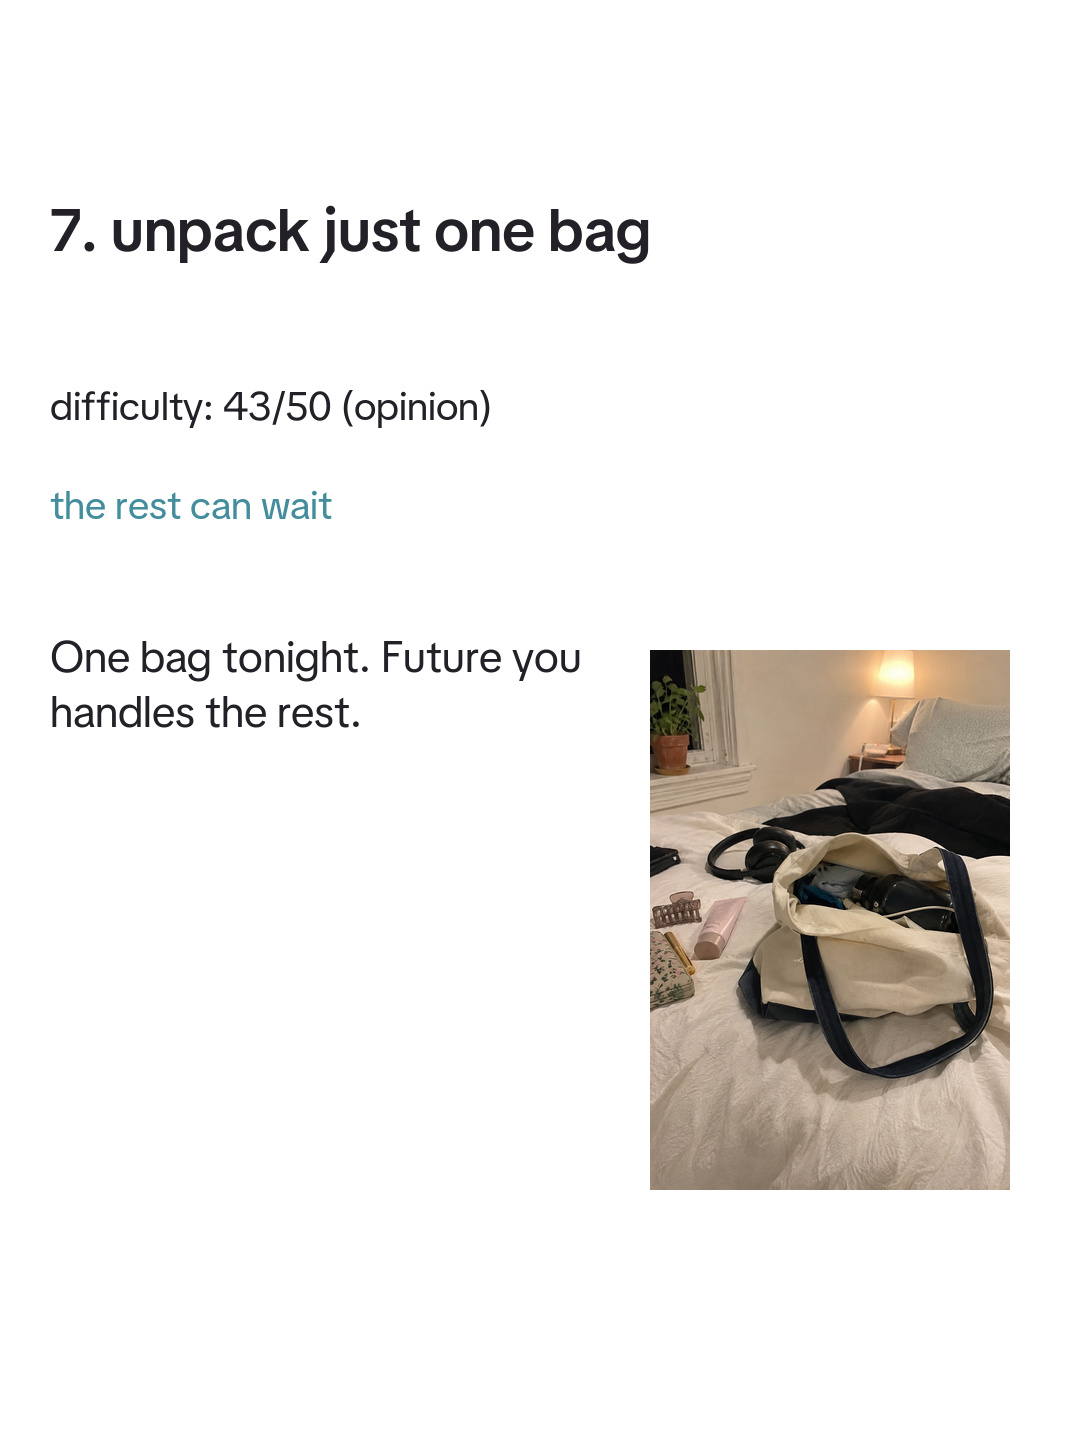 7. unpack just one bag
difficulty: 43/50 (opinion)
the rest can wait
One bag tonight. Future you
handles the rest.